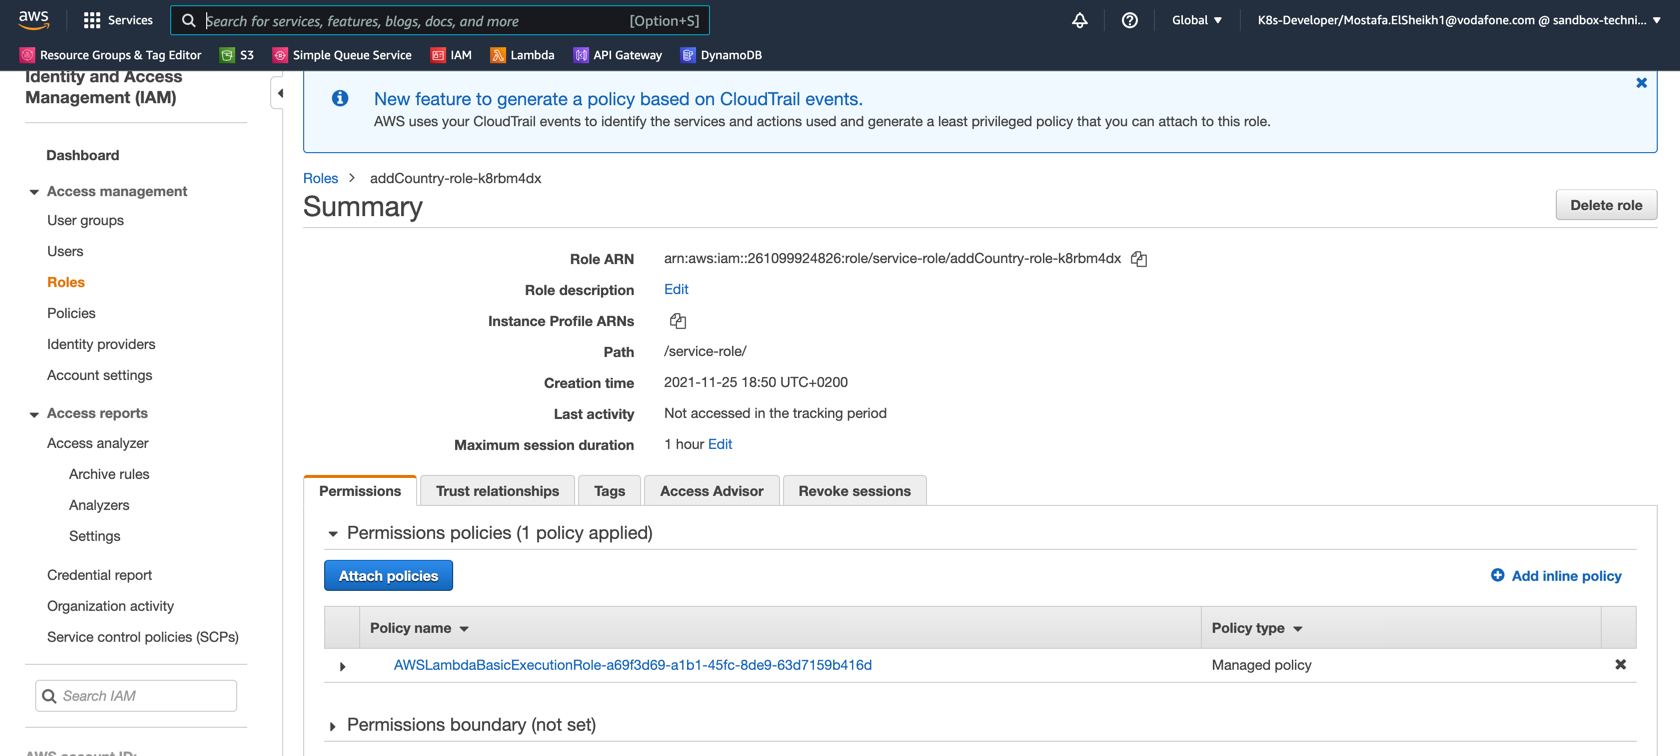 aws
Services
Search for services, features, blogs, docs, and more [Option+S]
Global
K8s-Developer/Mostafa.ElSheikh1@vodafone.com @ sandbox-techni...
Resource Groups & Tag Editor
S3
Simple Queue Service
IAM
Lambda
API Gateway
DynamoDB
Identity and Access
Management (IAM)
Dashboard
Access management
User groups
Users
Roles
Policies
Identity providers
Account settings
Access reports
Access analyzer
Archive rules
Analyzers
Settings
Credential report
Organization activity
Service control policies (SCPs)
Search IAM
AWS account ID:
New feature to generate a policy based on CloudTrail events.
AWS uses your CloudTrail events to identify the services and actions used and generate a least privileged policy that you can attach to this role.
Roles > addCountry-role-k8rbm4dx
Summary
Delete role
Role ARN arn:aws:iam::261099924826:role/service-role/addCountry-role-k8rbm4dx
Role description Edit
Instance Profile ARNs
Path /service-role/
Creation time 2021-11-25 18:50 UTC+0200
Last activity Not accessed in the tracking period
Maximum session duration 1 hour Edit
Permissions
Trust relationships
Tags
Access Advisor
Revoke sessions
Permissions policies (1 policy applied)
Attach policies
Add inline policy
Policy name
Policy type
AWSLambdaBasicExecutionRole-a69f3d69-a1b1-45fc-8de9-63d7159b416d
Managed policy
Permissions boundary (not set)